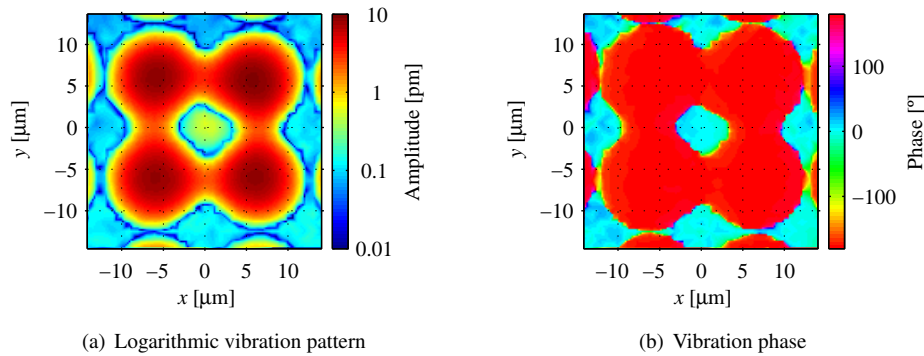 10
10
5
0
−5
−10
y [μm]
−10 −5 0 5 10
x [μm]
1
0.1
0.01
Amplitude [pm]
(a) Logarithmic vibration pattern
10
5
0
−5
−10
y [μm]
−10 −5 0 5 10
x [μm]
100
0
−100
Phase [º]
(b) Vibration phase